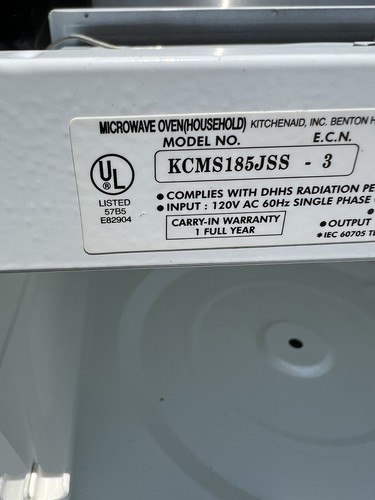 MICROWAVE OVEN(HOUSEHOLD) KITCHENAID, INC. BENTON H
MODEL NO. E.C.N.
KCMS185JSS - 3
UL
®
LISTED
57B5
E82904
• COMPLIES WITH DHHS RADIATION PE
• INPUT : 120V AC 60Hz SINGLE PHASE
CARRY-IN WARRANTY
1 FULL YEAR
• OUTPUT
* IEC 60705 T